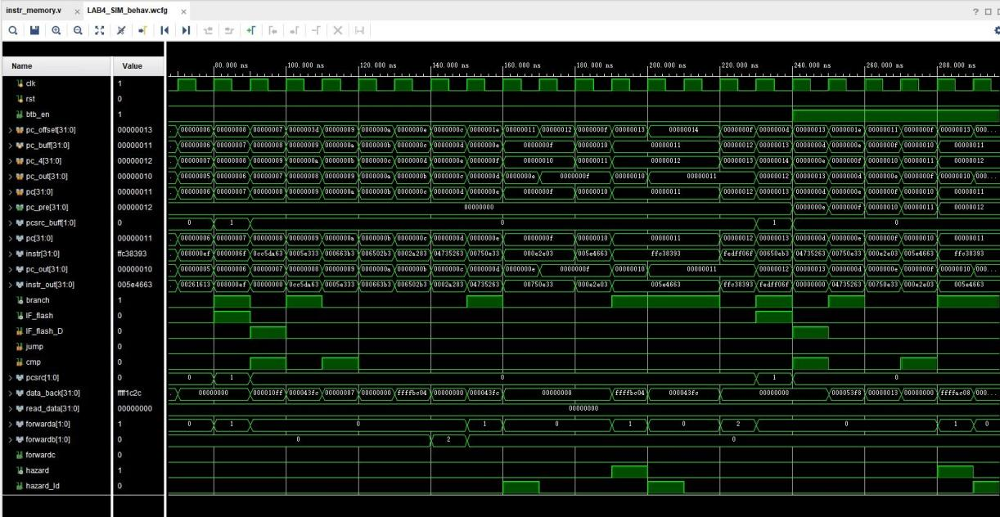 instr_memory.v × LAB4_SIM_behav.wcfg ×
Name Value
80.000 ns 100.000 ns 120.000 ns 140.000 ns 160.000 ns 180.000 ns 200.000 ns 220.000 ns 240.000 ns 260.000 ns 280.000 ns
clk 1
rst 0
btb_en 1
pc_offset[31:0] 00000013 00000006 00000008 00000007 0000003d 00000009 0000000a 0000000e 0000000c 0000001e 00000011 00000012 0000000f 00000013 00000014 0000080f 0000000d 00000013 0000001e 00000011 0000000f 00000013 000...
pc_buff[31:0] 00000011 00000006 00000007 00000008 00000009 0000000a 0000000b 0000000c 0000000d 0000000e 0000000f 00000010 00000011 00000012 00000013 0000000d 0000000e 0000000f 00000010 00000011
pc_4[31:0] 00000012 00000007 00000008 00000009 0000000a 0000000b 0000000c 0000000d 0000000e 0000000f 00000010 00000011 00000012 00000013 00000014 0000000e 0000000f 00000010 00000011 00000012
pc_out[31:0] 00000010 00000005 00000006 00000007 00000008 00000009 0000000a 0000000b 0000000c 0000000d 0000000e 0000000f 00000010 00000011 00000012 00000013 0000000d 0000000e 0000000f 00000010 000...
pc[31:0] 00000011 00000006 00000007 00000008 00000009 0000000a 0000000b 0000000c 0000000d 0000000e 0000000f 00000010 00000011 00000012 00000013 0000000d 0000000e 0000000f 00000010 00000011
pc_pre[31:0] 00000012 00000000 0000000e 0000000f 00000010 00000011 00000012
pcsrc_buff[1:0] 0 0 1 0 1 0
pc[31:0] 00000011 00000006 00000007 00000008 00000009 0000000a 0000000b 0000000c 0000000d 0000000e 0000000f 00000010 00000011 00000012 00000013 0000000d 0000000e 0000000f 00000010 00000011
instr[31:0] ffc38393 008000ef 0000006f 0cc5da63 0005e333 000663b3 006502b3 0002a283 04735263 00750e33 000e2e03 005e4663 ffc38393 fedff06f 00650eb3 04735263 00750e33 000e2e03 005e4663 ffc38393
pc_out[31:0] 00000010 00000005 00000006 00000007 00000008 00000009 0000000a 0000000b 0000000c 0000000d 0000000e 0000000f 00000010 00000011 00000012 00000013 0000000d 0000000e 0000000f 00000010 000...
instr_out[31:0] 005e4663 00261613 008000ef 00000000 0cc5da63 0005e333 000663b3 006502b3 0002a283 04735263 00750e33 000e2e03 005e4663 ffc38393 fedff06f 00000000 04735263 00750e33 000e2e03 005e4663
branch 1
IF_flash 0
IF_flash_D 0
jump 0
cmp 0
pcsrc[1:0] 0 0 1 0 1 0
data_back[31:0] ffff1c2c 00000000 000010ff 000043fc 00000007 00000000 ffffbc04 00000000 000043fc 00000000 ffffbc04 000043fc 00000000 000053f8 00000013 00000000 ffffac08 000...
read_data[31:0] 00000000 00000000
forwarda[1:0] 1 0 1 0 1 0 1 0 2 0 1 0
forwardb[1:0] 0 0 2 0
forwardc 0
hazard 1
hazard_ld 0